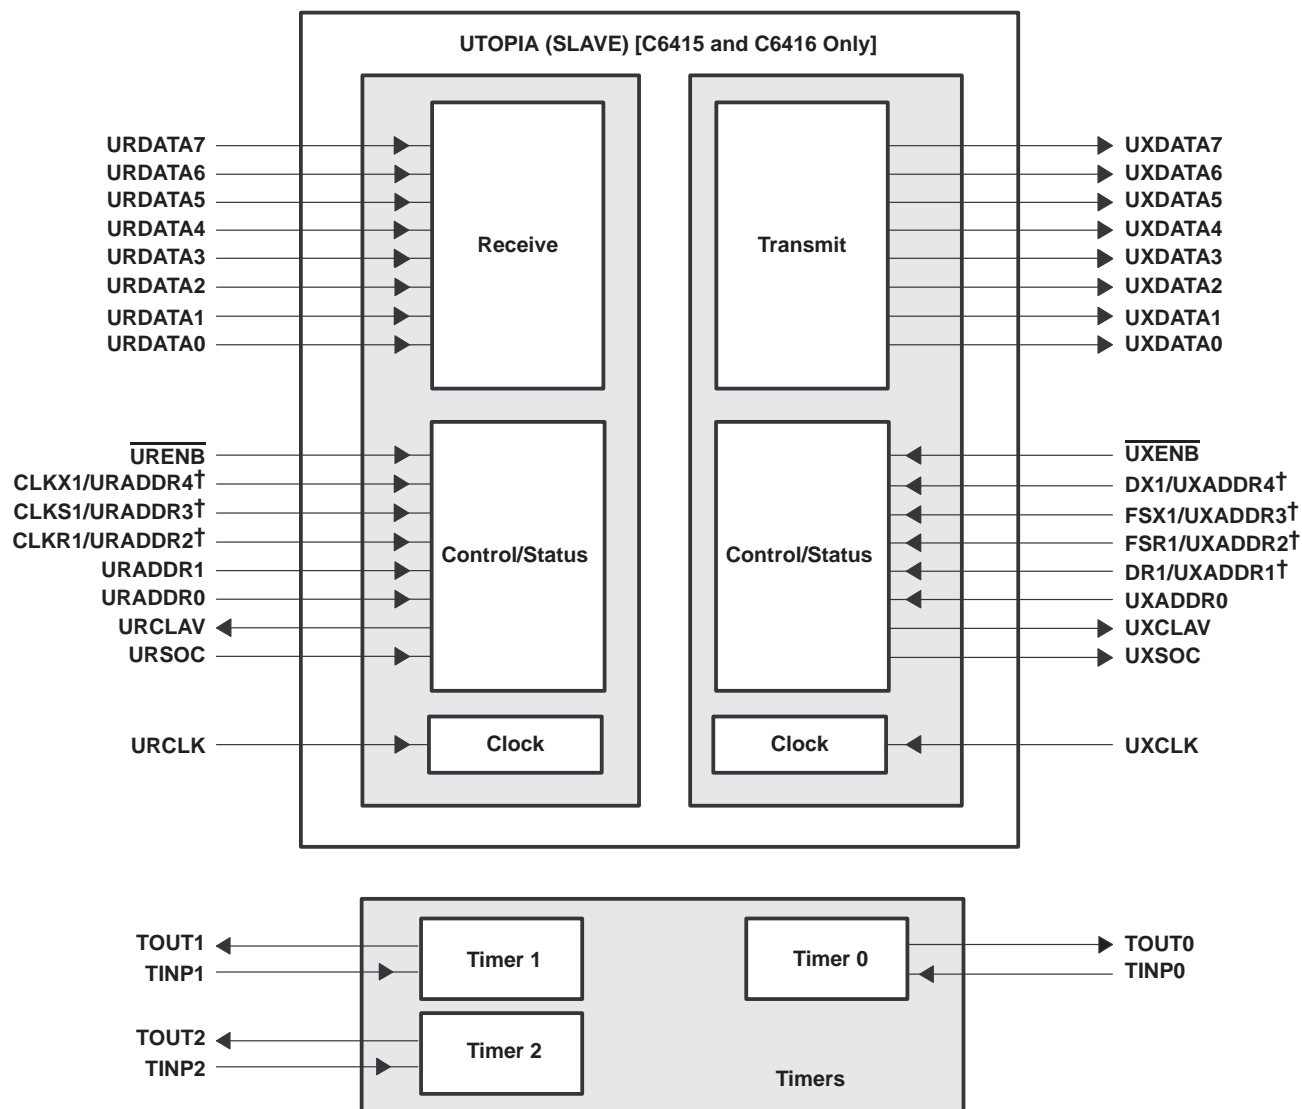 UTOPIA (SLAVE) [C6415 and C6416 Only]
URDATA7
URDATA6
URDATA5
URDATA4
URDATA3
URDATA2
URDATA1
URDATA0
Receive
Transmit
UXDATA7
UXDATA6
UXDATA5
UXDATA4
UXDATA3
UXDATA2
UXDATA1
UXDATA0
URENB
CLKX1/URADDR4†
CLKS1/URADDR3†
CLKR1/URADDR2†
URADDR1
URADDR0
URCLAV
URSOC
Control/Status
Control/Status
UXENB
DX1/UXADDR4†
FSX1/UXADDR3†
FSR1/UXADDR2†
DR1/UXADDR1†
UXADDR0
UXCLAV
UXSOC
URCLK
Clock
Clock
UXCLK
TOUT1
TINP1
Timer 1
Timer 0
TOUT0
TINP0
TOUT2
TINP2
Timer 2
Timers